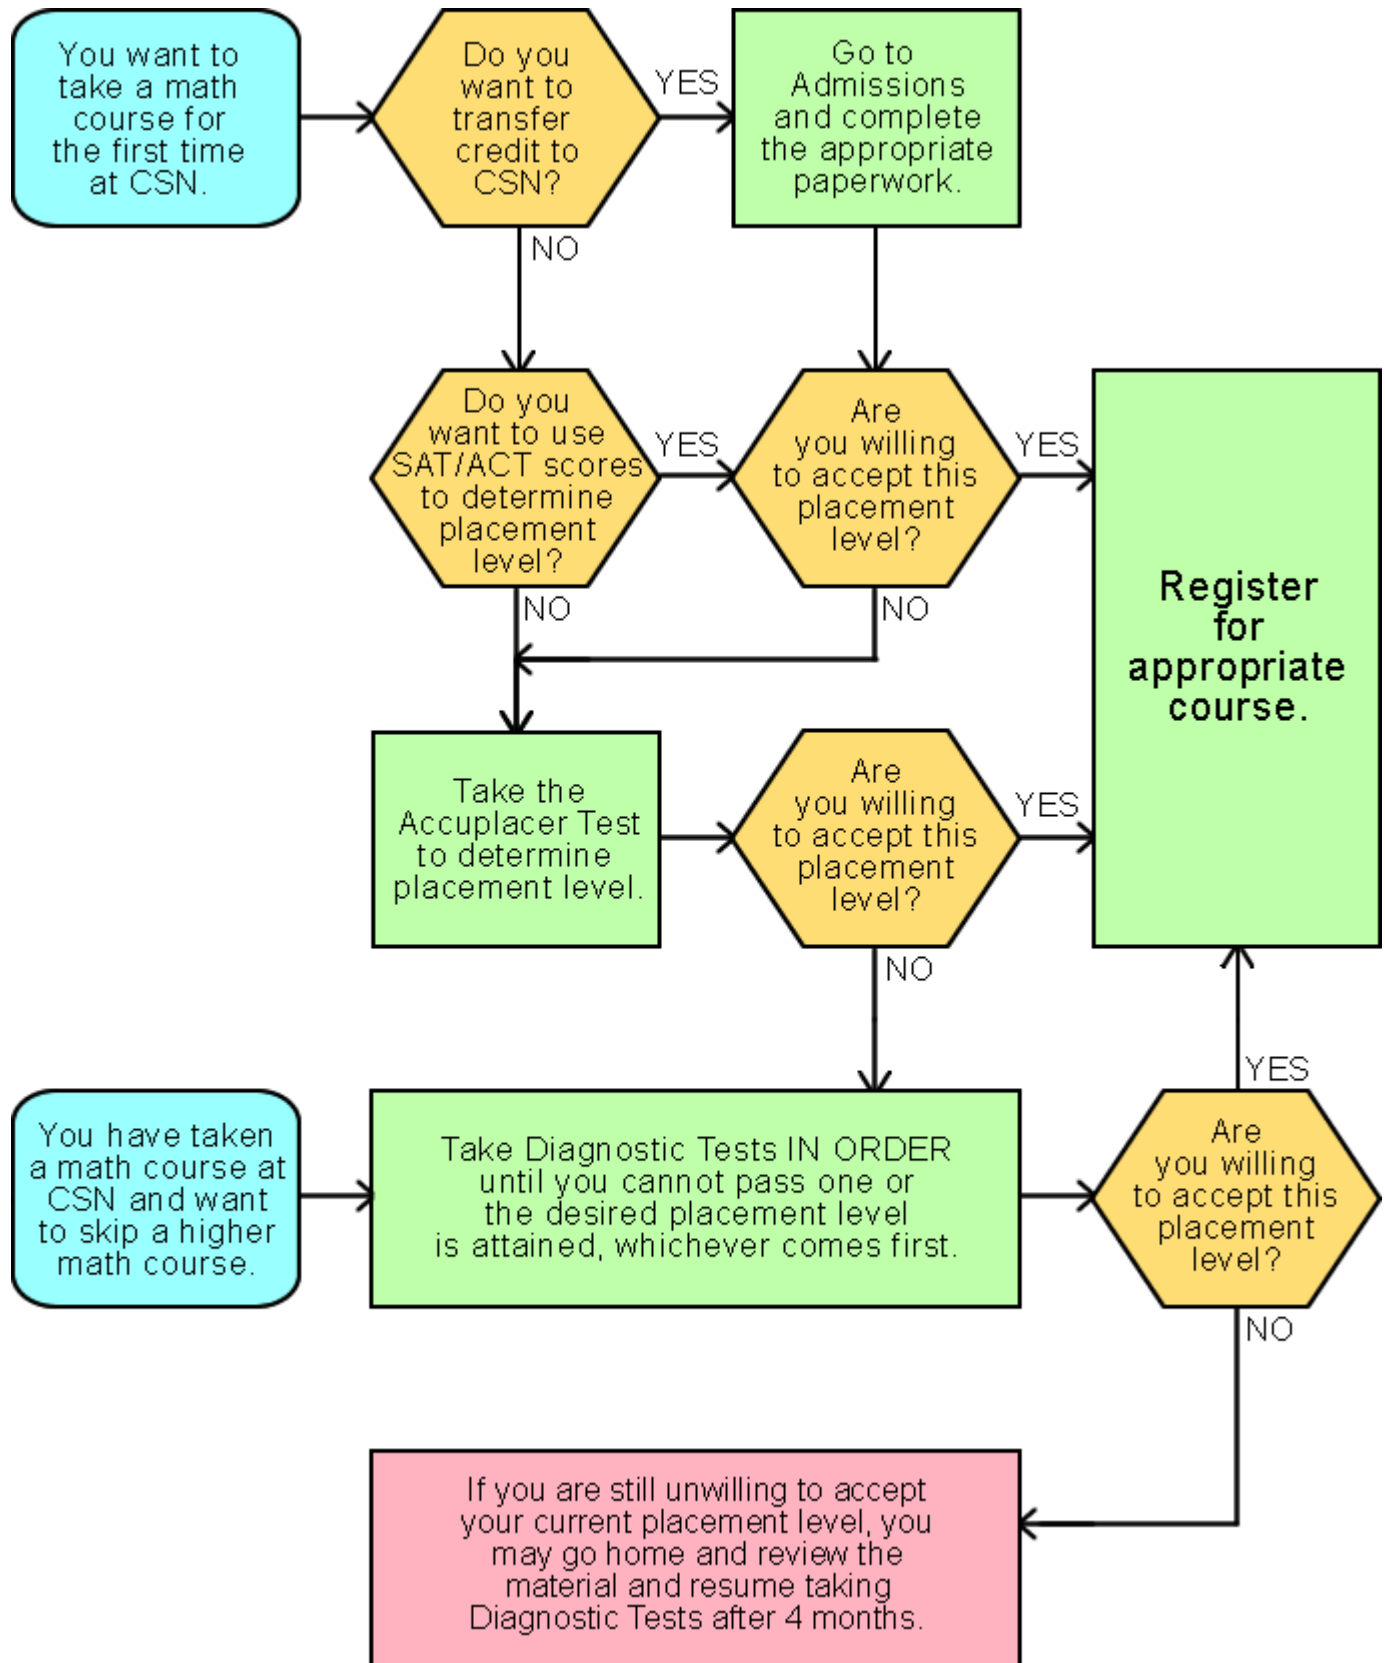 You want to
take a math
course for
the first time
at CSN.
Do you
want to
transfer
credit to
CSN?
YES
Go to
Admissions
and complete
the appropriate
paperwork.
NO
Do you
want to use
SAT/ACT scores
to determine
placement
level?
YES
Are
you willing
to accept this
placement
level?
YES
Register
for
appropriate
course.
NO
NO
Take the
Accuplacer Test
to determine
placement level.
Are
you willing
to accept this
placement
level?
YES
NO
You have taken
a math course at
CSN and want
to skip a higher
math course.
Take Diagnostic Tests IN ORDER
until you cannot pass one or
the desired placement level
is attained, whichever comes first.
YES
Are
you willing
to accept this
placement
level?
NO
If you are still unwilling to accept
your current placement level, you
may go home and review the
material and resume taking
Diagnostic Tests after 4 months.